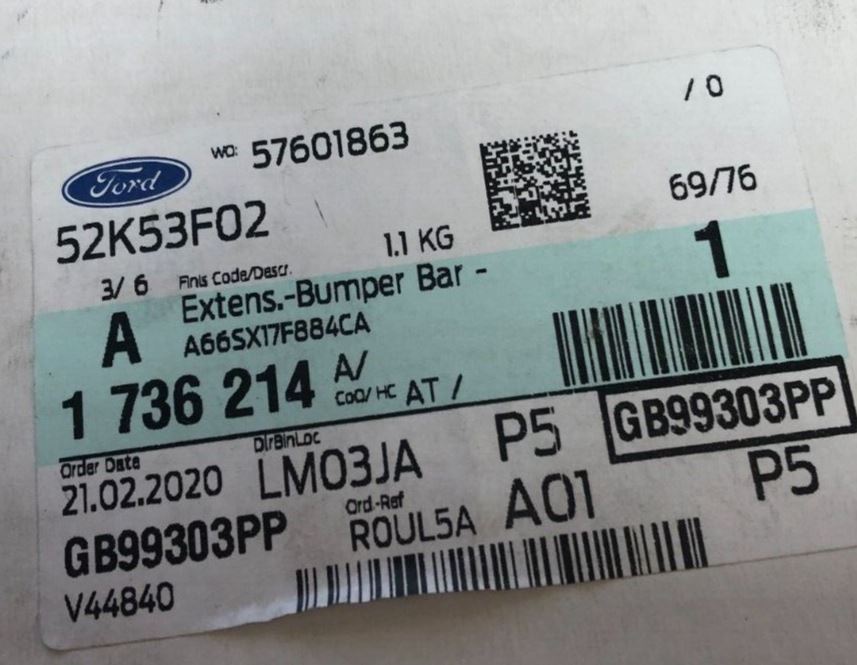 / 0
Ford
WO: 57601863
69/76
52K53F02
1.1 KG
1
3/ 6 Finis Code/Descr.
Extens.-Bumper Bar -
A
A66SX17F884CA
1 736 214 A/
CoO/ HC AT /
GB99303PP
Order Date DlrBinLoc
21.02.2020 LM03JA P5
P5
Ord.-Ref
GB99303PP ROUL5A A01
V44840